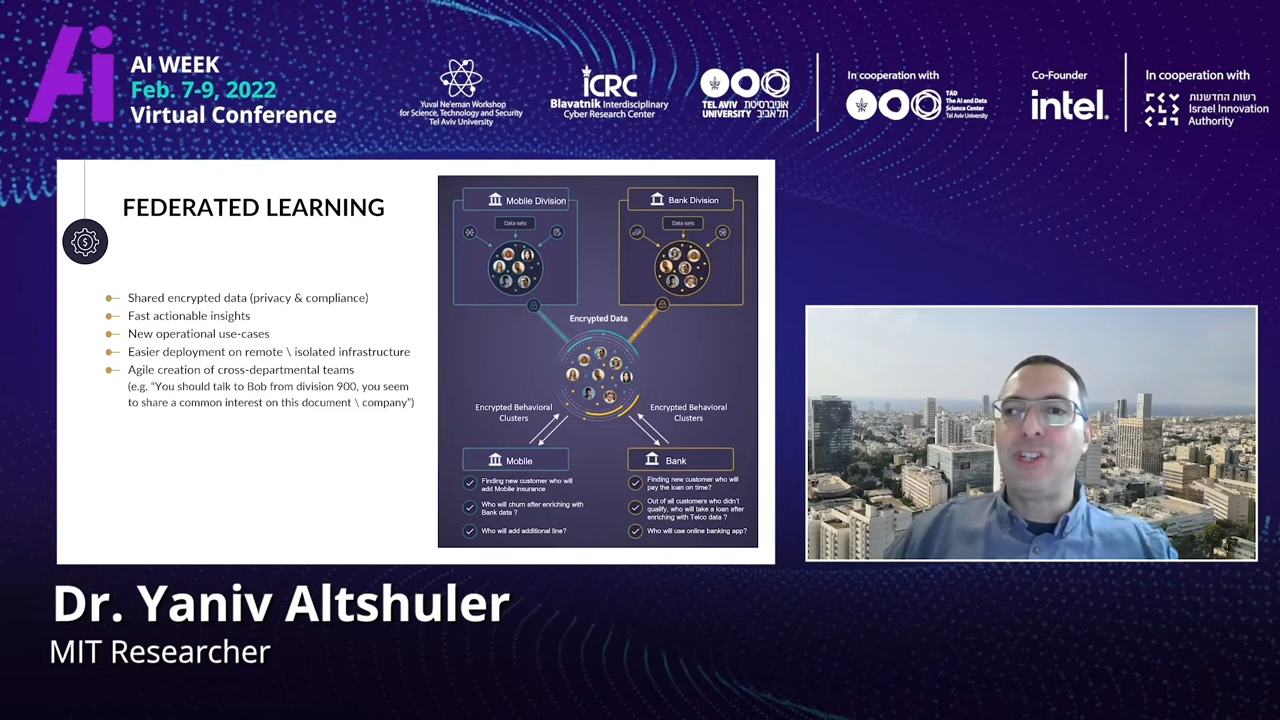 Ai
AI WEEK
Feb. 7-9, 2022
Virtual Conference
Yuval Ne'eman Workshop
for Science, Technology and Security
Tel Aviv University
iCRC
Blavatnik Interdisciplinary
Cyber Research Center
TEL AVIV אוניברסיטת
UNIVERSITY תל אביב
In cooperation with
TAD
The AI and Data
Science Center
Tel Aviv University
Co-Founder
intel.
In cooperation with
רשות החדשנות
Israel Innovation
Authority
FEDERATED LEARNING
Shared encrypted data (privacy & compliance)
Fast actionable insights
New operational use-cases
Easier deployment on remote \ isolated infrastructure
Agile creation of cross-departmental teams
(e.g. “You should talk to Bob from division 900, you seem
to share a common interest on this document \ company”)
Mobile Division
Data sets
Bank Division
Data sets
Encrypted Data
Encrypted Behavioral
Clusters
Encrypted Behavioral
Clusters
Mobile
Finding new customer who will
add Mobile insurance
Who will churn after enriching with
Bank data ?
Who will add additional line?
Bank
Finding new customer who will
pay the loan on time?
Out of all customers who didn't
qualify, who will take a loan after
enriching with Telco data ?
Who will use online banking app?
Dr. Yaniv Altshuler
MIT Researcher